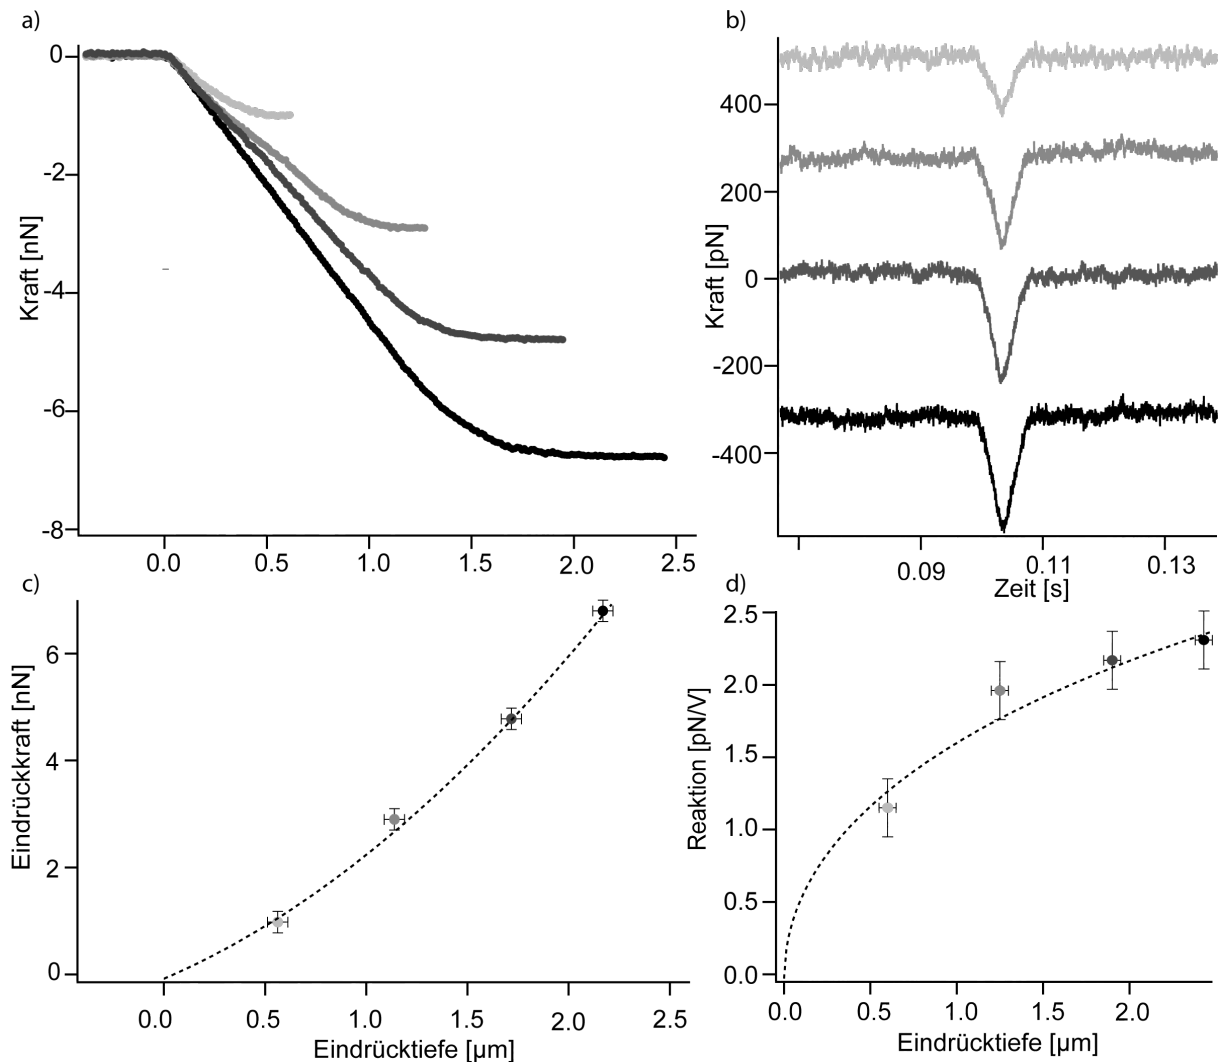 a)
0
-2
-4
-6
-8
Kraft [nN]
0.0 0.5 1.0 1.5 2.0 2.5
b)
400
200
0
-200
-400
Kraft [pN]
0.09 0.11 0.13
Zeit [s]
c)
6
4
2
0
Eindrückkraft [nN]
0.0 0.5 1.0 1.5 2.0 2.5
Eindrücktiefe [µm]
d)
2.5
2.0
1.5
1.0
0.5
0.0
Reaktion [pN/V]
0.0 0.5 1.0 1.5 2.0
Eindrücktiefe [µm]